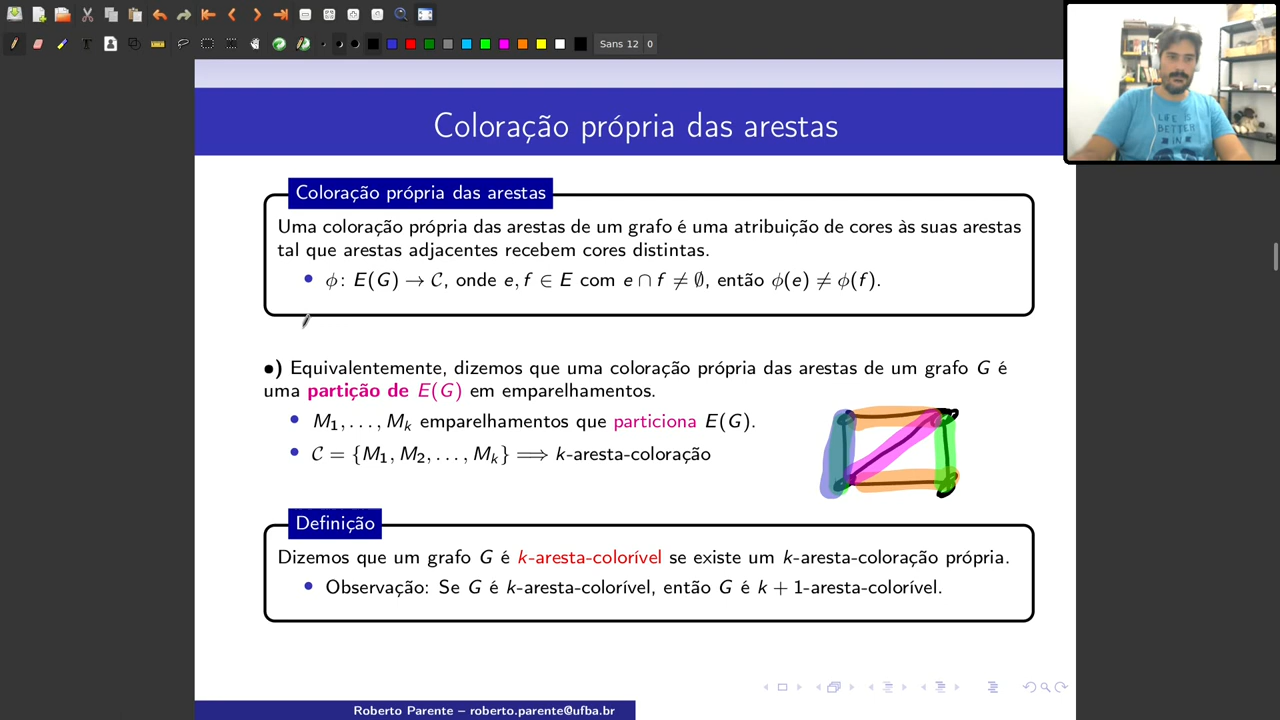 Sans 12 0
LIFE IS
BETTER
IN
Coloração própria das arestas
Coloração própria das arestas
Uma coloração própria das arestas de um grafo é uma atribuição de cores às suas arestas
tal que arestas adjacentes recebem cores distintas.
• ϕ: E(G) → 𝒞, onde e, f ∈ E com e ∩ f ≠ ∅, então ϕ(e) ≠ ϕ(f).
•) Equivalentemente, dizemos que uma coloração própria das arestas de um grafo G é
uma partição de E(G) em emparelhamentos.
• M₁, . . . , Mₖ emparelhamentos que particiona E(G).
• 𝒞 = {M₁, M₂, . . . , Mₖ} ⟹ k-aresta-coloração
Definição
Dizemos que um grafo G é k-aresta-colorível se existe um k-aresta-coloração própria.
• Observação: Se G é k-aresta-colorível, então G é k + 1-aresta-colorível.
Roberto Parente – roberto.parente@ufba.br